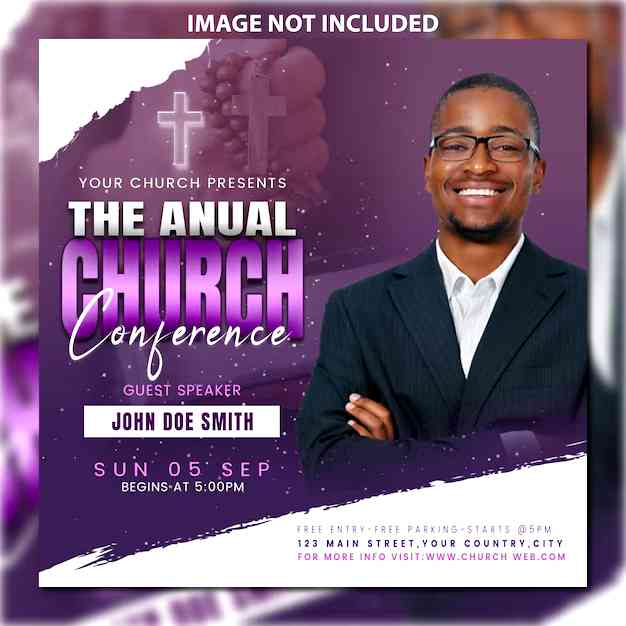 IMAGE NOT INCLUDED
YOUR CHURCH PRESENTS
THE ANUAL
CHURCH
Conference
GUEST SPEAKER
JOHN DOE SMITH
SUN 05 SEP
BEGINS AT 5:00PM
FREE ENTRY-FREE PARKING-STARTS @5PM
123 MAIN STREET,YOUR COUNTRY,CITY
FOR MORE INFO VISIT:WWW.CHURCH WEB.COM